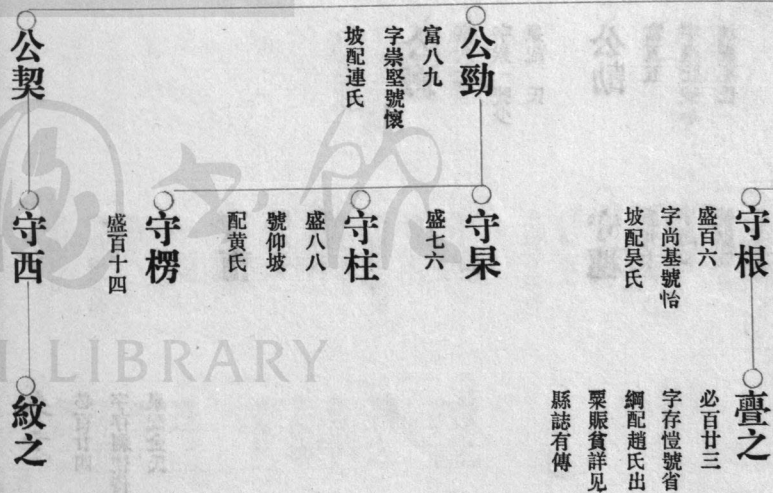 公勁
富八九
字崇堅號懷
坡配連氏
公契
守根
盛百六
字尚基號怡
坡配吳氏
守杲
盛七六
守柱
盛八八
號仰坡
配黄氏
守楞
盛百十四
守西
亹之
必百廿三
字存愷號省
綱配趙氏出
粟賑貧詳見
縣誌有傳
紋之
LIBRARY